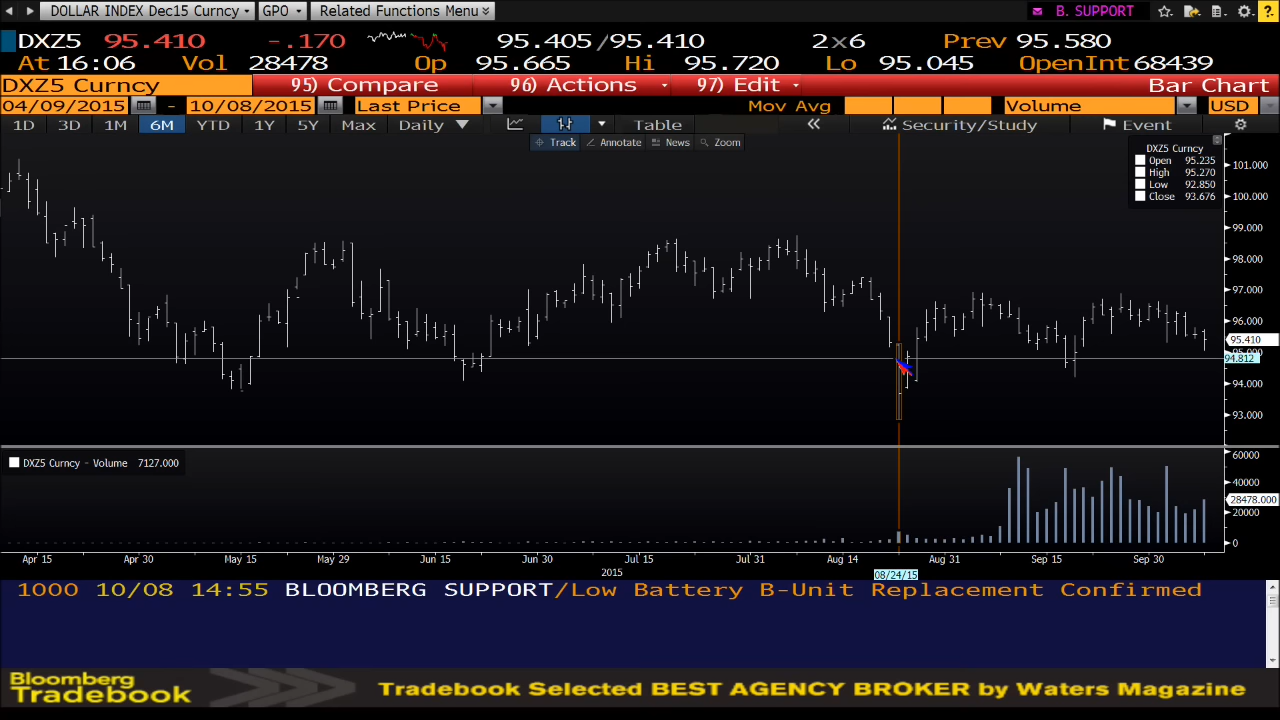 DOLLAR INDEX Dec15 Curncy GPO Related Functions Menu B. SUPPORT ?
DXZ5 95.410 -.170 95.405/95.410 2x6 Prev 95.580
At 16:06 Vol 28478 Op 95.665 Hi 95.720 Lo 95.045 OpenInt 68439
DXZ5 Curncy 95) Compare 96) Actions 97) Edit Bar Chart
04/09/2015 - 10/08/2015 Last Price Mov Avg Volume USD
1D 3D 1M 6M YTD 1Y 5Y Max Daily Table Security/Study Event
Track Annotate News Zoom
DXZ5 Curncy
Open 95.235
High 95.270
Low 92.850
Close 93.676
101.000
100.000
99.000
98.000
97.000
96.000
95.410
95.000
94.812
94.000
93.000
DXZ5 Curncy - Volume 7127.000
60000
40000
28478.000
20000
0
Apr 15 Apr 30 May 15 May 29 Jun 15 Jun 30 Jul 15 Jul 31 Aug 14 Aug 31 Sep 15 Sep 30
2015 08/24/15
1000 10/08 14:55 BLOOMBERG SUPPORT/Low Battery B-Unit Replacement Confirmed
Bloomberg
Tradebook
Tradebook Selected BEST AGENCY BROKER by Waters Magazine